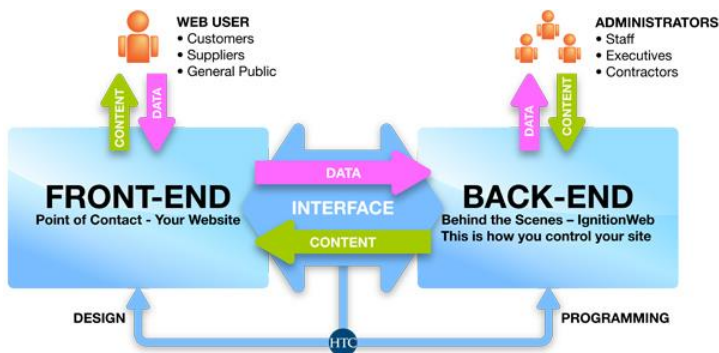 WEB USER
• Customers
• Suppliers
• General Public
ADMINISTRATORS
• Staff
• Executives
• Contractors
CONTENT
DATA
DATA
CONTENT
FRONT-END
Point of Contact - Your Website
DATA
INTERFACE
CONTENT
BACK-END
Behind the Scenes – IgnitionWeb
This is how you control your site
DESIGN
HTC
PROGRAMMING